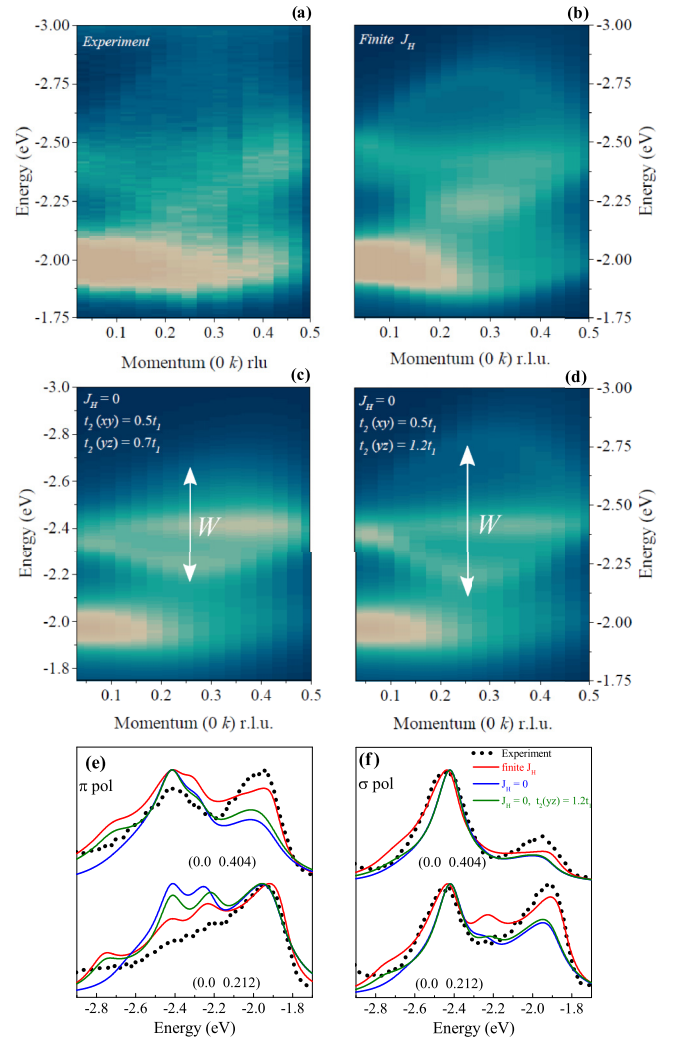 (a)
Experiment
-3.00
-2.50
-2.25
-2.00
-1.75
Energy (eV)
0.1 0.2 0.3 0.4 0.5
Momentum (0 k) rlu
(b)
Finite J_H
-3.00
-2.75
-2.50
-2.25
-2.00
-1.75
Energy (eV)
0.1 0.2 0.3 0.4 0.5
Momentum (0 k) r.l.u.
(c)
J_H = 0
t_2 (xy) = 0.5t_1
t_2 (yz) = 0.7t_1
W
-3.0
-2.8
-2.6
-2.4
-2.2
-2.0
-1.8
Energy (eV)
0.1 0.2 0.3 0.4 0.5
Momentum (0 k) r.l.u.
(d)
J_H = 0
t_2 (xy) = 0.5t_1
t_2 (yz) = 1.2t_1
W
-3.00
-2.75
-2.50
-2.25
-2.00
-1.75
Energy (eV)
0.1 0.2 0.3 0.4 0.5
Momentum (0 k) r.l.u.
(e)
π pol
(0.0 0.404)
(0.0 0.212)
-2.8 -2.6 -2.4 -2.2 -2.0 -1.8
Energy (eV)
(f)
σ pol
Experiment
finite J_H
J_H = 0
J_H = 0, t_2(yz) = 1.2t
(0.0 0.404)
(0.0 0.212)
-2.8 -2.6 -2.4 -2.2 -2.0 -1.8
Energy (eV)